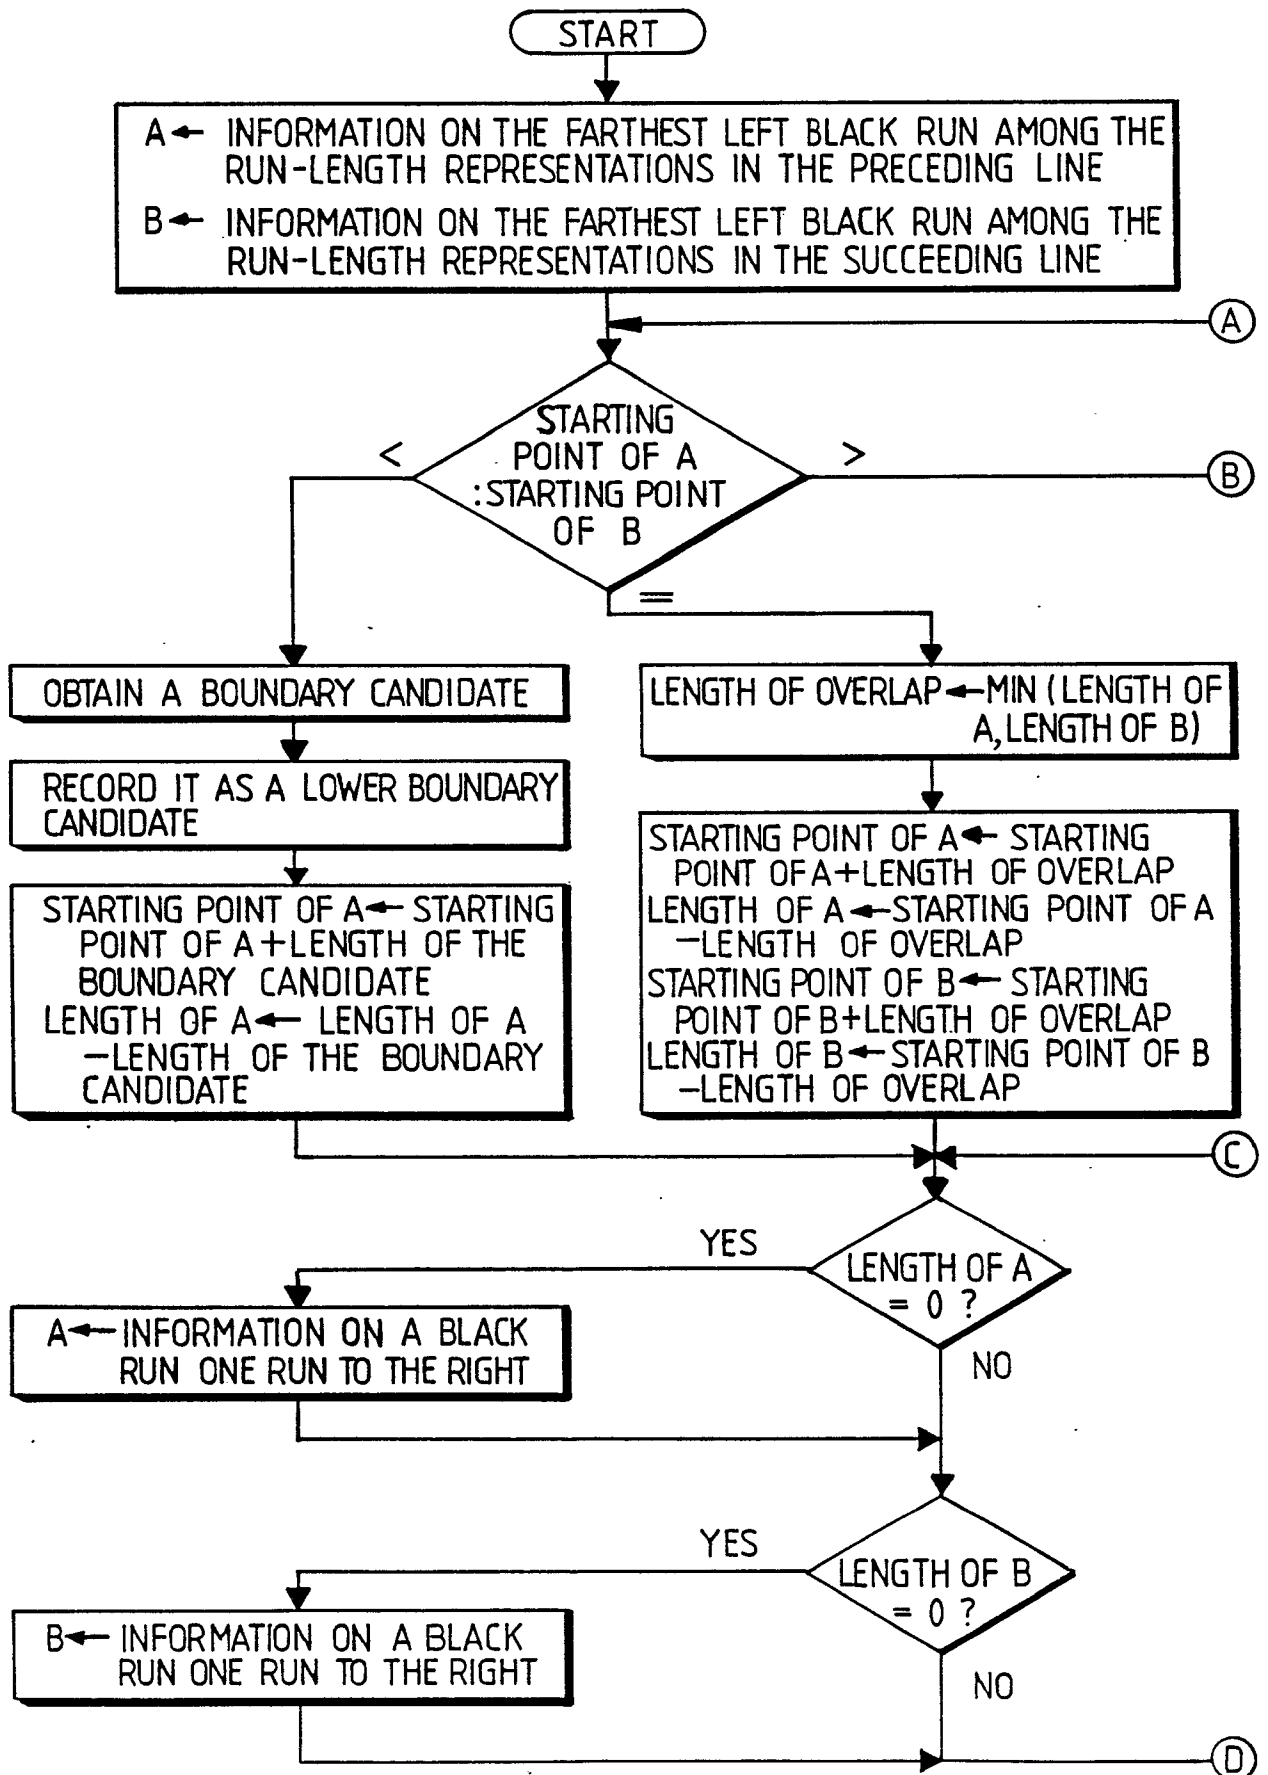 START
A← INFORMATION ON THE FARTHEST LEFT BLACK RUN AMONG THE
RUN-LENGTH REPRESENTATIONS IN THE PRECEDING LINE
B← INFORMATION ON THE FARTHEST LEFT BLACK RUN AMONG THE
RUN-LENGTH REPRESENTATIONS IN THE SUCCEEDING LINE
A
STARTING
POINT OF A
:STARTING POINT
OF B
<
>
B
=
OBTAIN A BOUNDARY CANDIDATE
RECORD IT AS A LOWER BOUNDARY
CANDIDATE
STARTING POINT OF A← STARTING
POINT OF A+LENGTH OF THE
BOUNDARY CANDIDATE
LENGTH OF A← LENGTH OF A
-LENGTH OF THE BOUNDARY
CANDIDATE
LENGTH OF OVERLAP←MIN (LENGTH OF
A, LENGTH OF B)
STARTING POINT OF A← STARTING
POINT OF A+LENGTH OF OVERLAP
LENGTH OF A←STARTING POINT OF A
-LENGTH OF OVERLAP
STARTING POINT OF B← STARTING
POINT OF B+LENGTH OF OVERLAP
LENGTH OF B←STARTING POINT OF B
-LENGTH OF OVERLAP
C
LENGTH OF A
= 0 ?
YES
NO
A← INFORMATION ON A BLACK
RUN ONE RUN TO THE RIGHT
LENGTH OF B
= 0 ?
YES
NO
B← INFORMATION ON A BLACK
RUN ONE RUN TO THE RIGHT
D